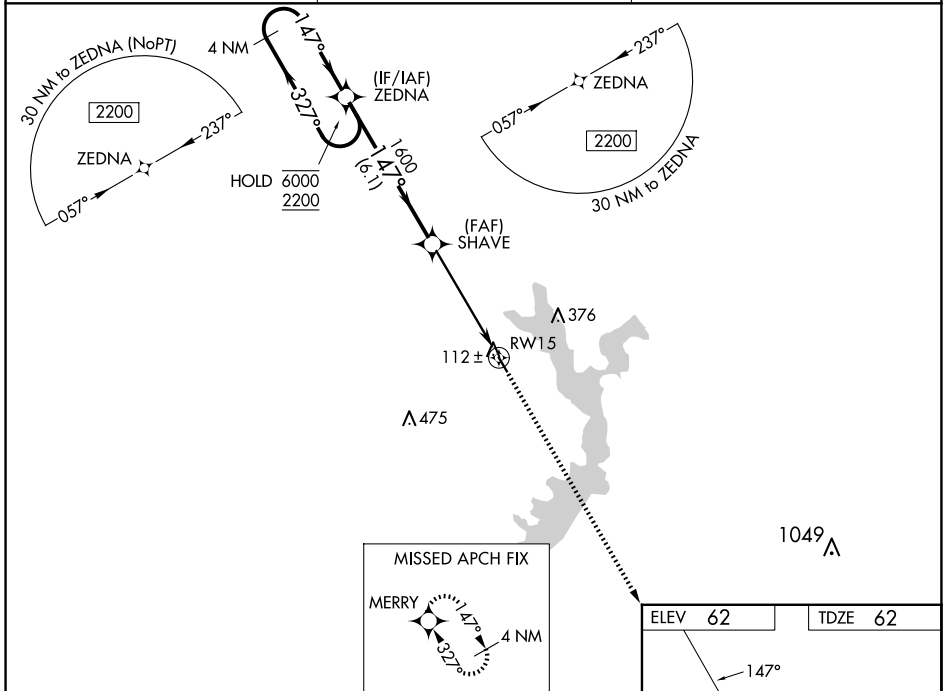 147°
4 NM
327°
(IF/IAF)
ZEDNA
30 NM to ZEDNA (NoPT)
2200
237°
ZEDNA
057°
237°
ZEDNA
057°
2200
30 NM to ZEDNA
HOLD 6000
2200
1600
147°
(6.1)
(FAF)
SHAVE
376
RW15
112 ±
475
1049
MISSED APCH FIX
MERRY
147°
4 NM
327°
ELEV 62
TDZE 62
147°